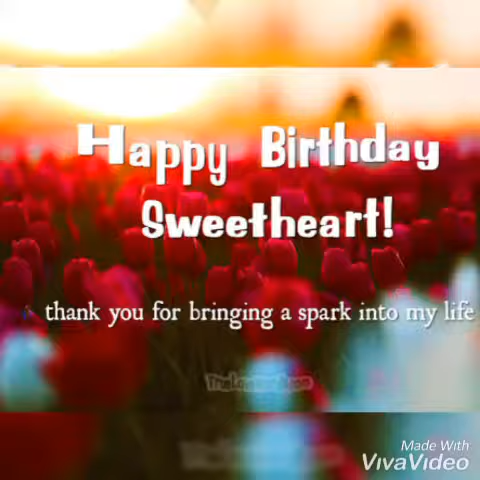 Happy Birthday
Sweetheart!
thank you for bringing a spark into my life
Made With
VivaVideo